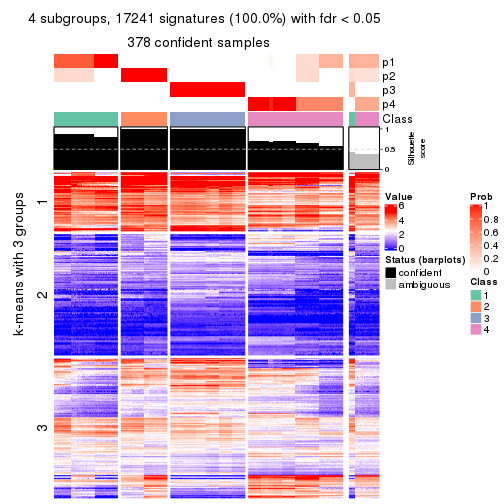 4 subgroups, 17241 signatures (100.0%) with fdr < 0.05
378 confident samples
p1
p2
p3
p4
Class
1
0.5
0
Silhouette
score
k-means with 3 groups
1
2
3
Value
6
4
2
0
Status (barplots)
confident
ambiguous
Prob
1
0.8
0.6
0.4
0.2
0
Class
1
2
3
4